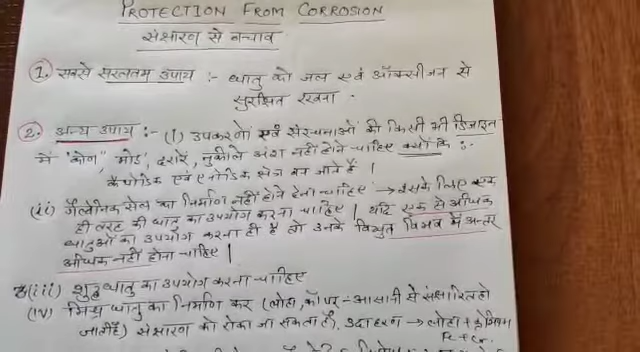 PROTECTION FROM CORROSION
संक्षारण से बचाव
1. सबसे सरलतम उपाय :- धातु को जल एवं ऑक्सीजन से
सुरक्षित रखना .
2. अन्य उपाय :- (i) उपकरणों एवं संरचनाओं की किसी भी डिजाइन
में "कोण", मोड़, दरारें, नुकीले अंश नहीं होने चाहिए क्यों कि :-
कैथोडिक एवं एनोडिक क्षेत्र बन जाते हैं |
(ii) गैल्वेनिक सेल का निर्माण नहीं होने देना चाहिए → इसके लिए एक
ही तरह की धातु का उपयोग करना चाहिए | यदि एक से अधिक
धातुओं का उपयोग करना ही है तो उनके विद्युत विभव में अन्तर
अधिक नहीं होना चाहिए |
(iii) शुद्ध धातु का उपयोग करना चाहिए
(iv) मिश्र धातु का निर्माण कर (लोहा, कॉपर - आसानी से संक्षारित हो
जाती है) संक्षारण को रोका जा सकता है, उदाहरण → लोहा + क्रोमियम
Fe + Cr